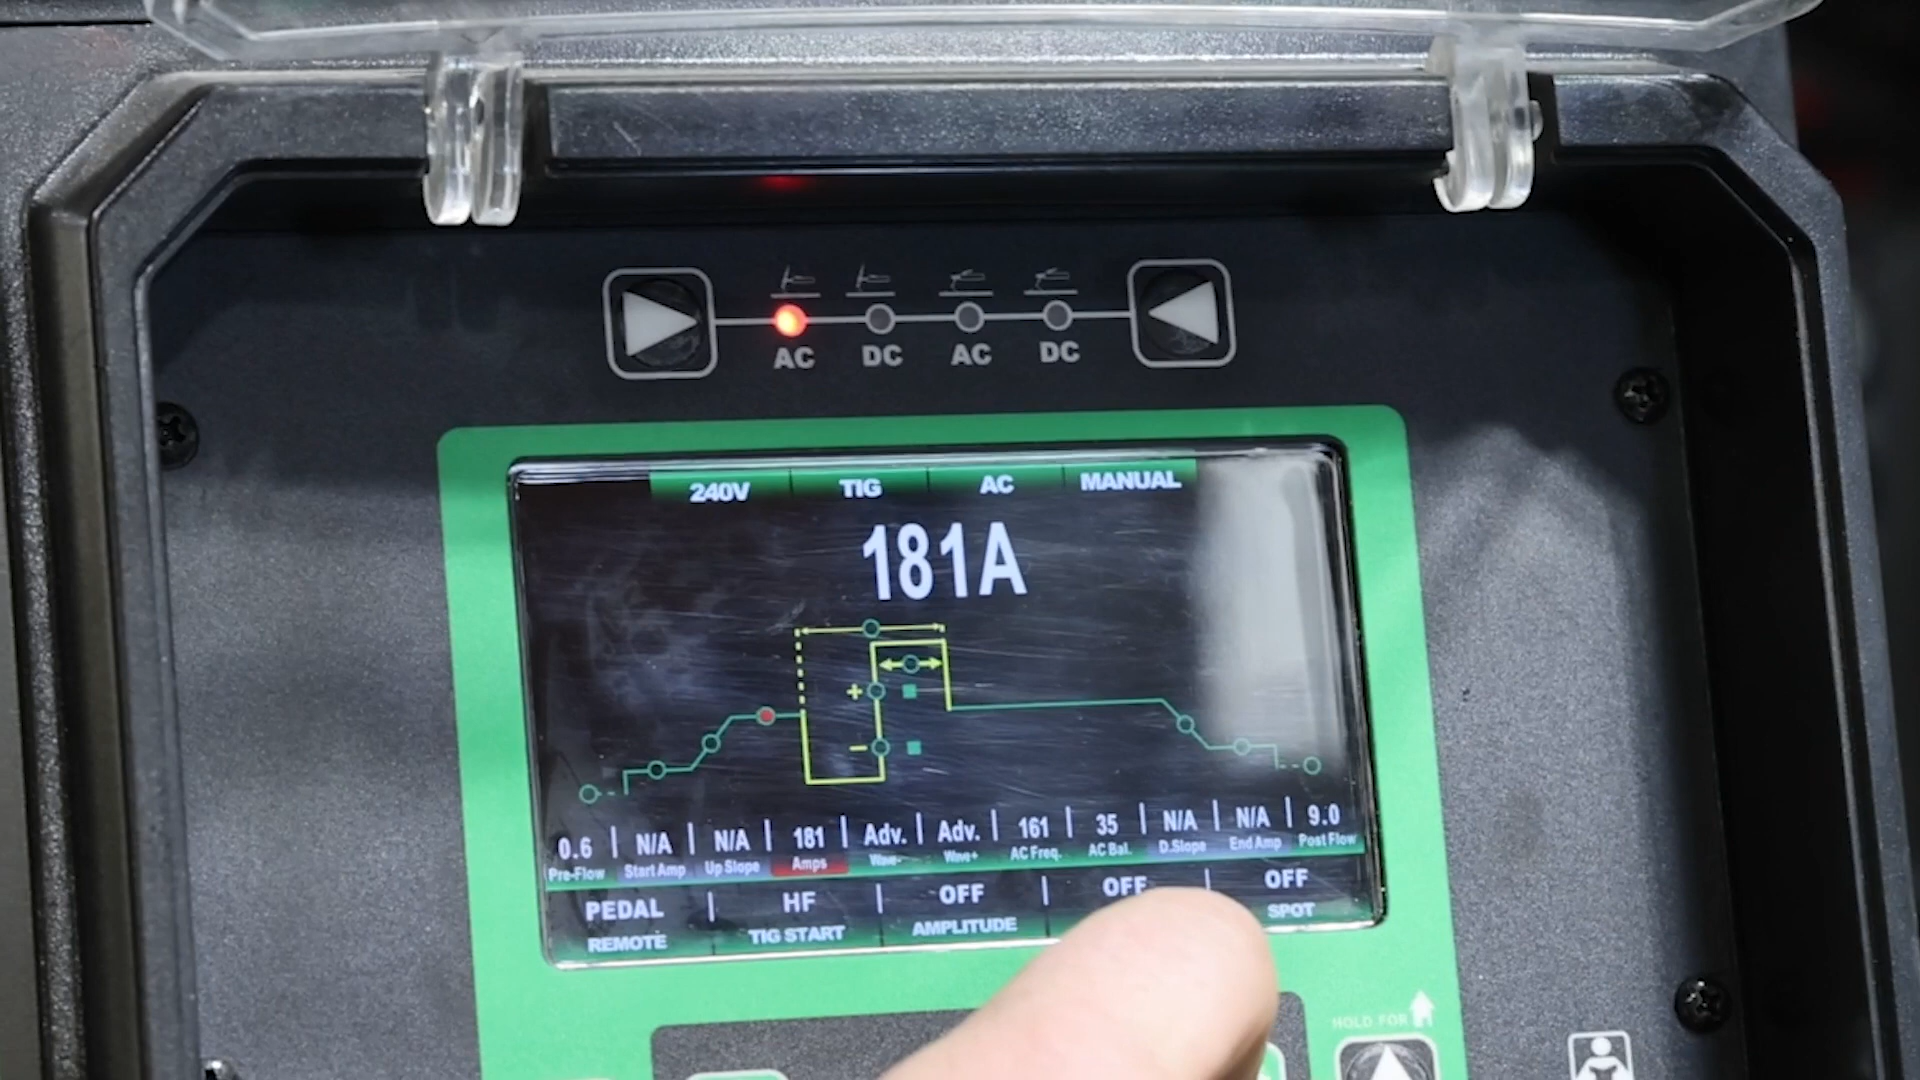 AC DC AC DC
240V TIG AC MANUAL
181A
+
−
0.6 N/A N/A 181 Adv. Adv. 161 35 N/A N/A 9.0
Pre-Flow Start Amp Up Slope Amps Wave- Wave+ AC Freq. AC Bal. D.Slope End Amp Post Flow
PEDAL HF OFF OFF OFF
REMOTE TIG START AMPLITUDE SPOT
HOLD FOR